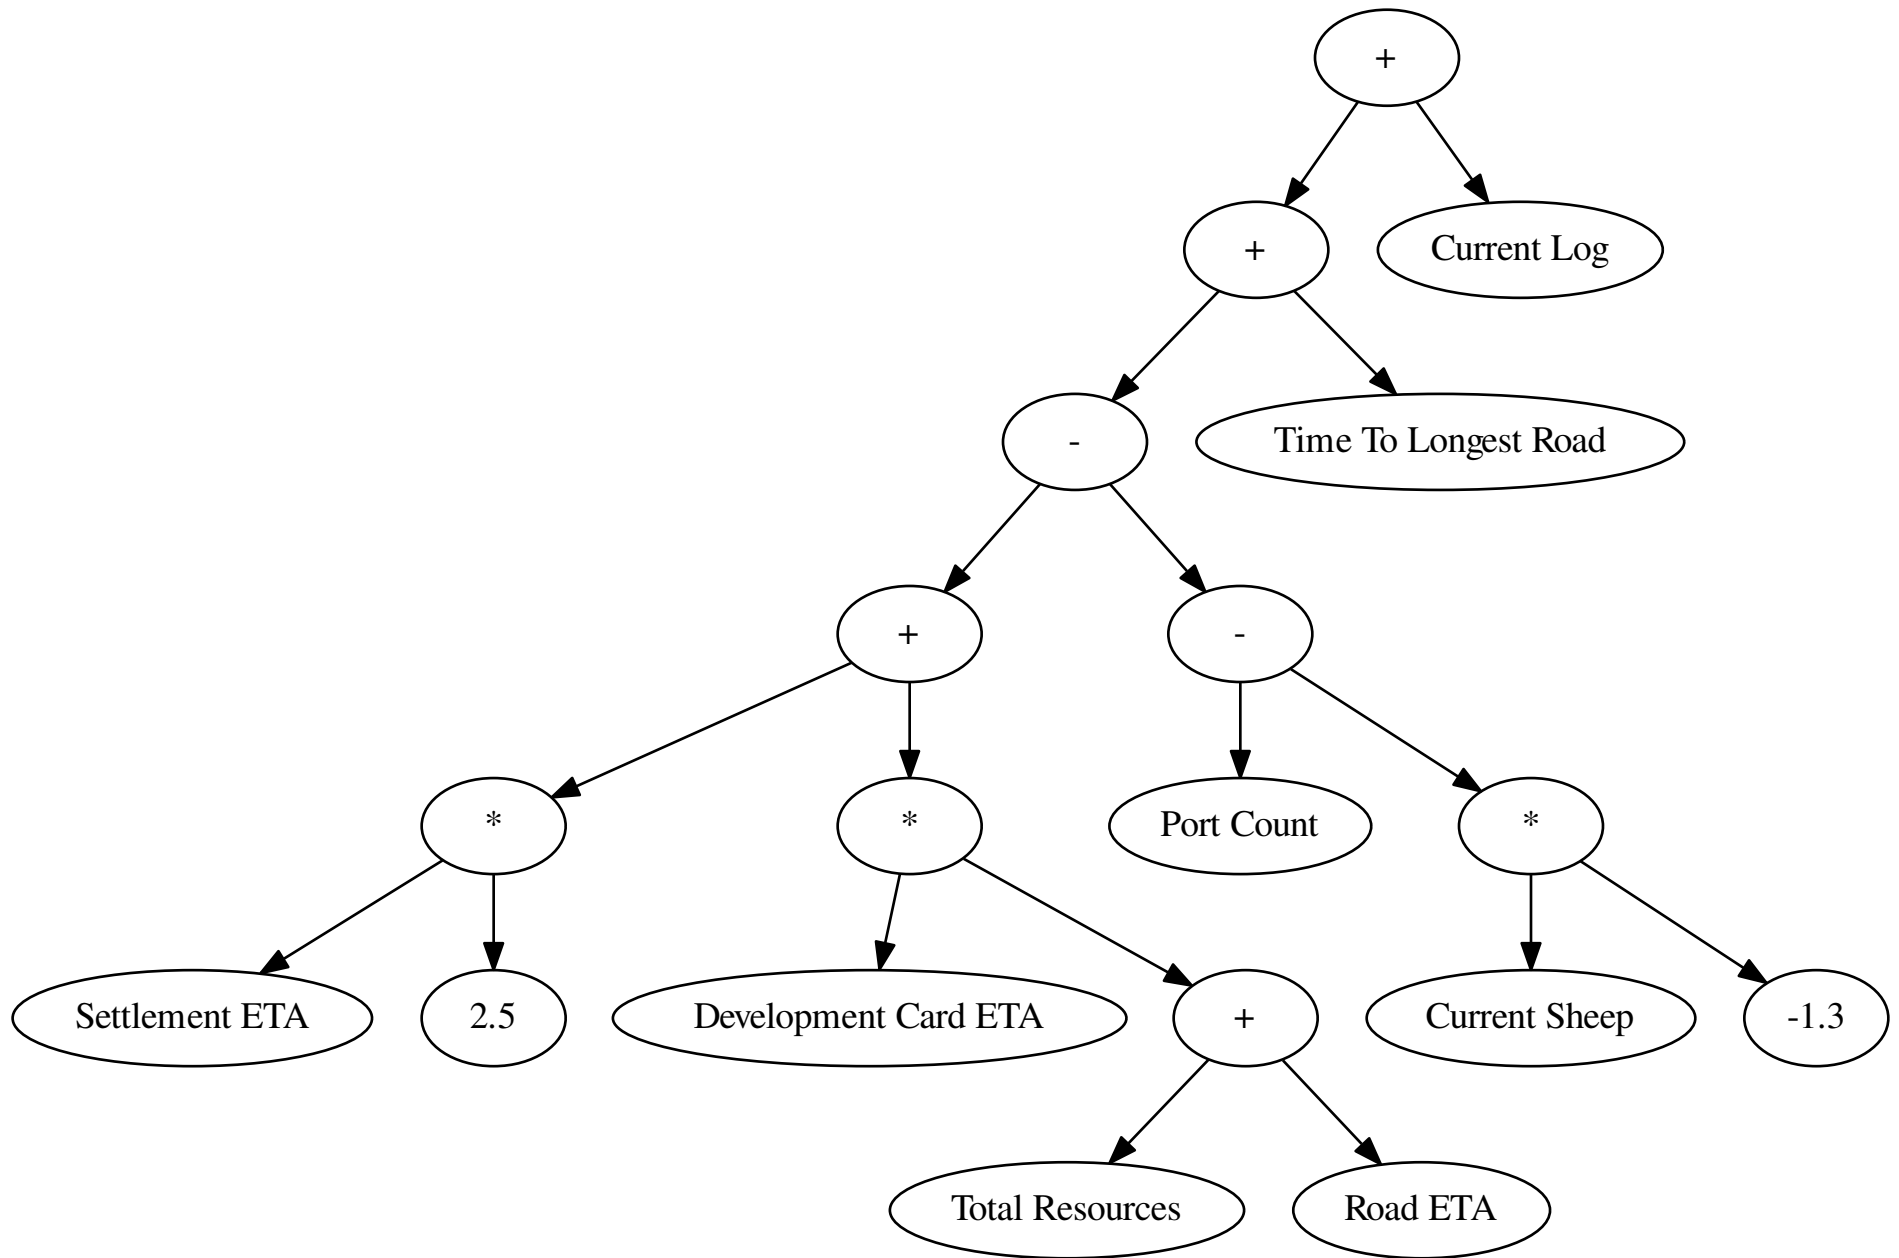 +
+
Current Log
-
Time To Longest Road
+
-
*
*
Port Count
*
Settlement ETA
2.5
Development Card ETA
+
Current Sheep
-1.3
Total Resources
Road ETA